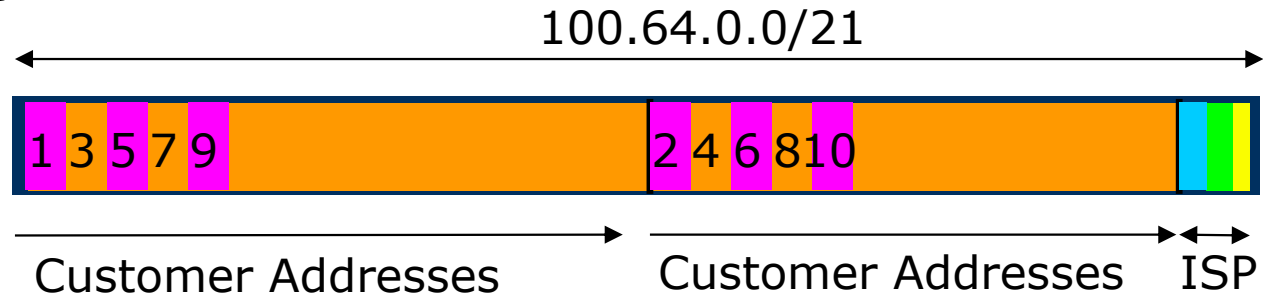 100.64.0.0/21
1 3 5 7 9 2 4 6 8 10
Customer Addresses Customer Addresses ISP